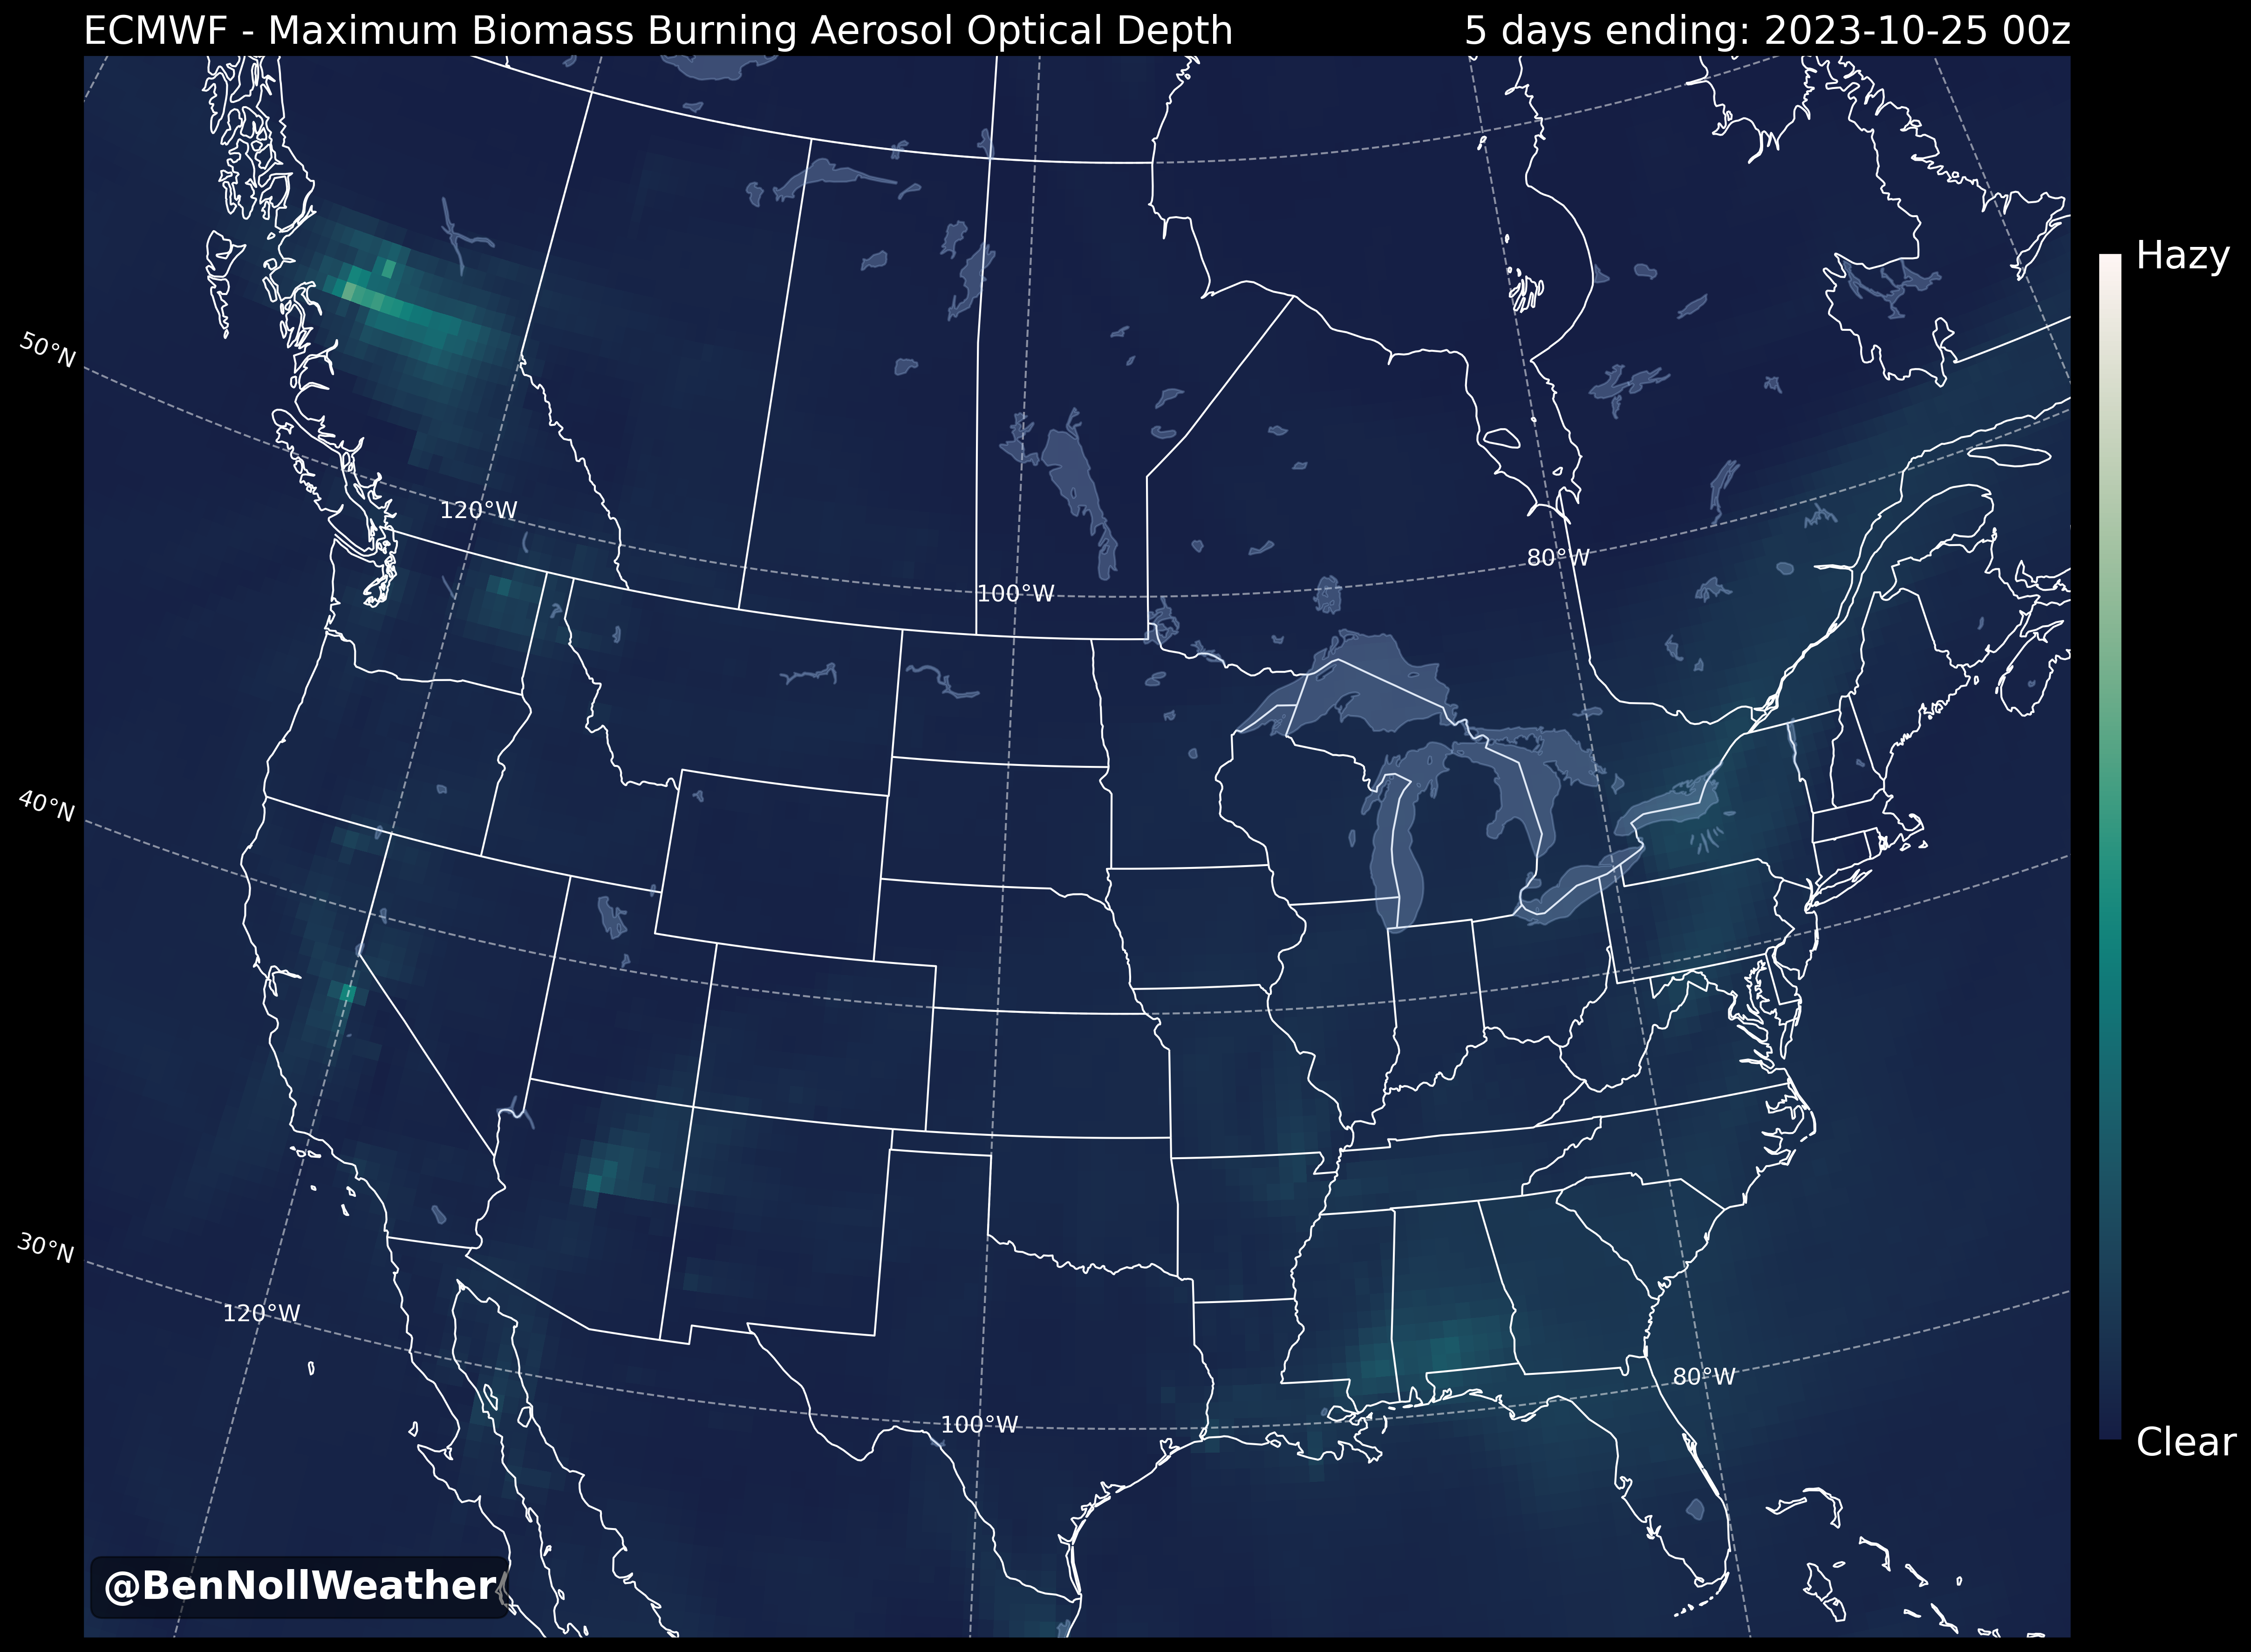 ECMWF - Maximum Biomass Burning Aerosol Optical Depth
5 days ending: 2023-10-25 00z
Hazy
50°N
120°W
80°W
100°W
40°N
30°N
120°W
80°W
100°W
Clear
@BenNollWeather